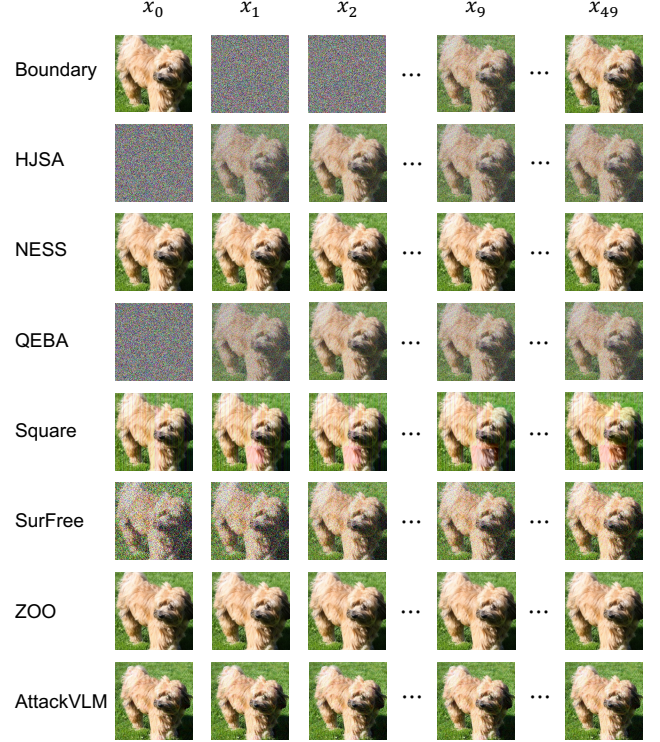 x₀ x₁ x₂ x₉ x₄₉
Boundary ... ...
HJSA ... ...
NESS ... ...
QEBA ... ...
Square ... ...
SurFree ... ...
ZOO ... ...
AttackVLM ... ...